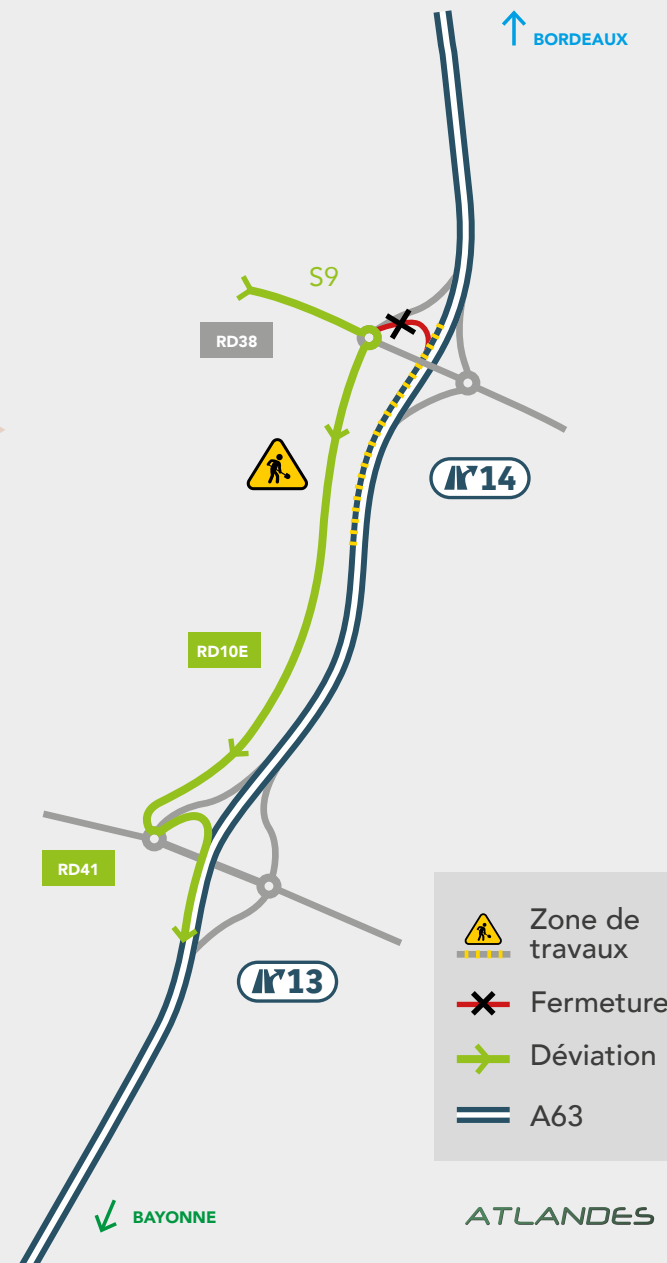 BORDEAUX
S9
RD38
14
RD10E
RD41
13
Zone de
travaux
Fermeture
Déviation
A63
BAYONNE
ATLANDES